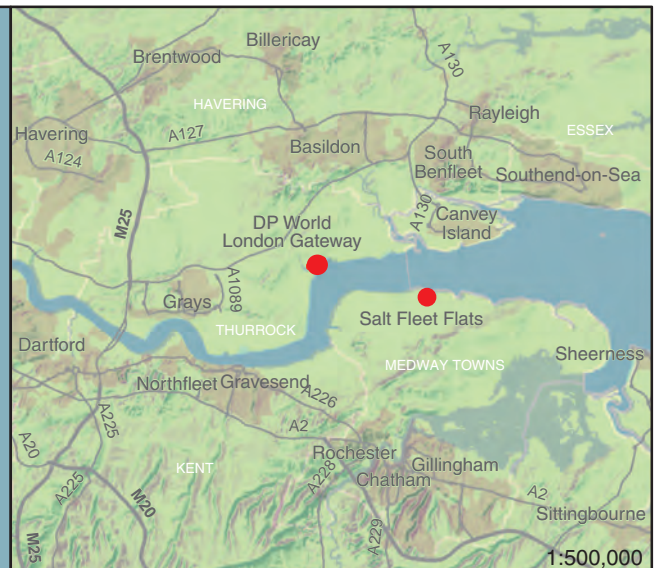 Billericay
A130
Brentwood
HAVERING
Rayleigh
ESSEX
Havering
A127
A124
Basildon
South
Benfleet
Southend-on-Sea
M25
A130
Canvey
Island
DP World
London Gateway
A1089
Grays
THURROCK
Salt Fleet Flats
Dartford
MEDWAY TOWNS
Sheerness
Northfleet
Gravesend
A226
A225
A2
A20
Rochester
Gillingham
Chatham
KENT
A228
A225
M20
A2
Sittingbourne
A229
M25
1:500,000